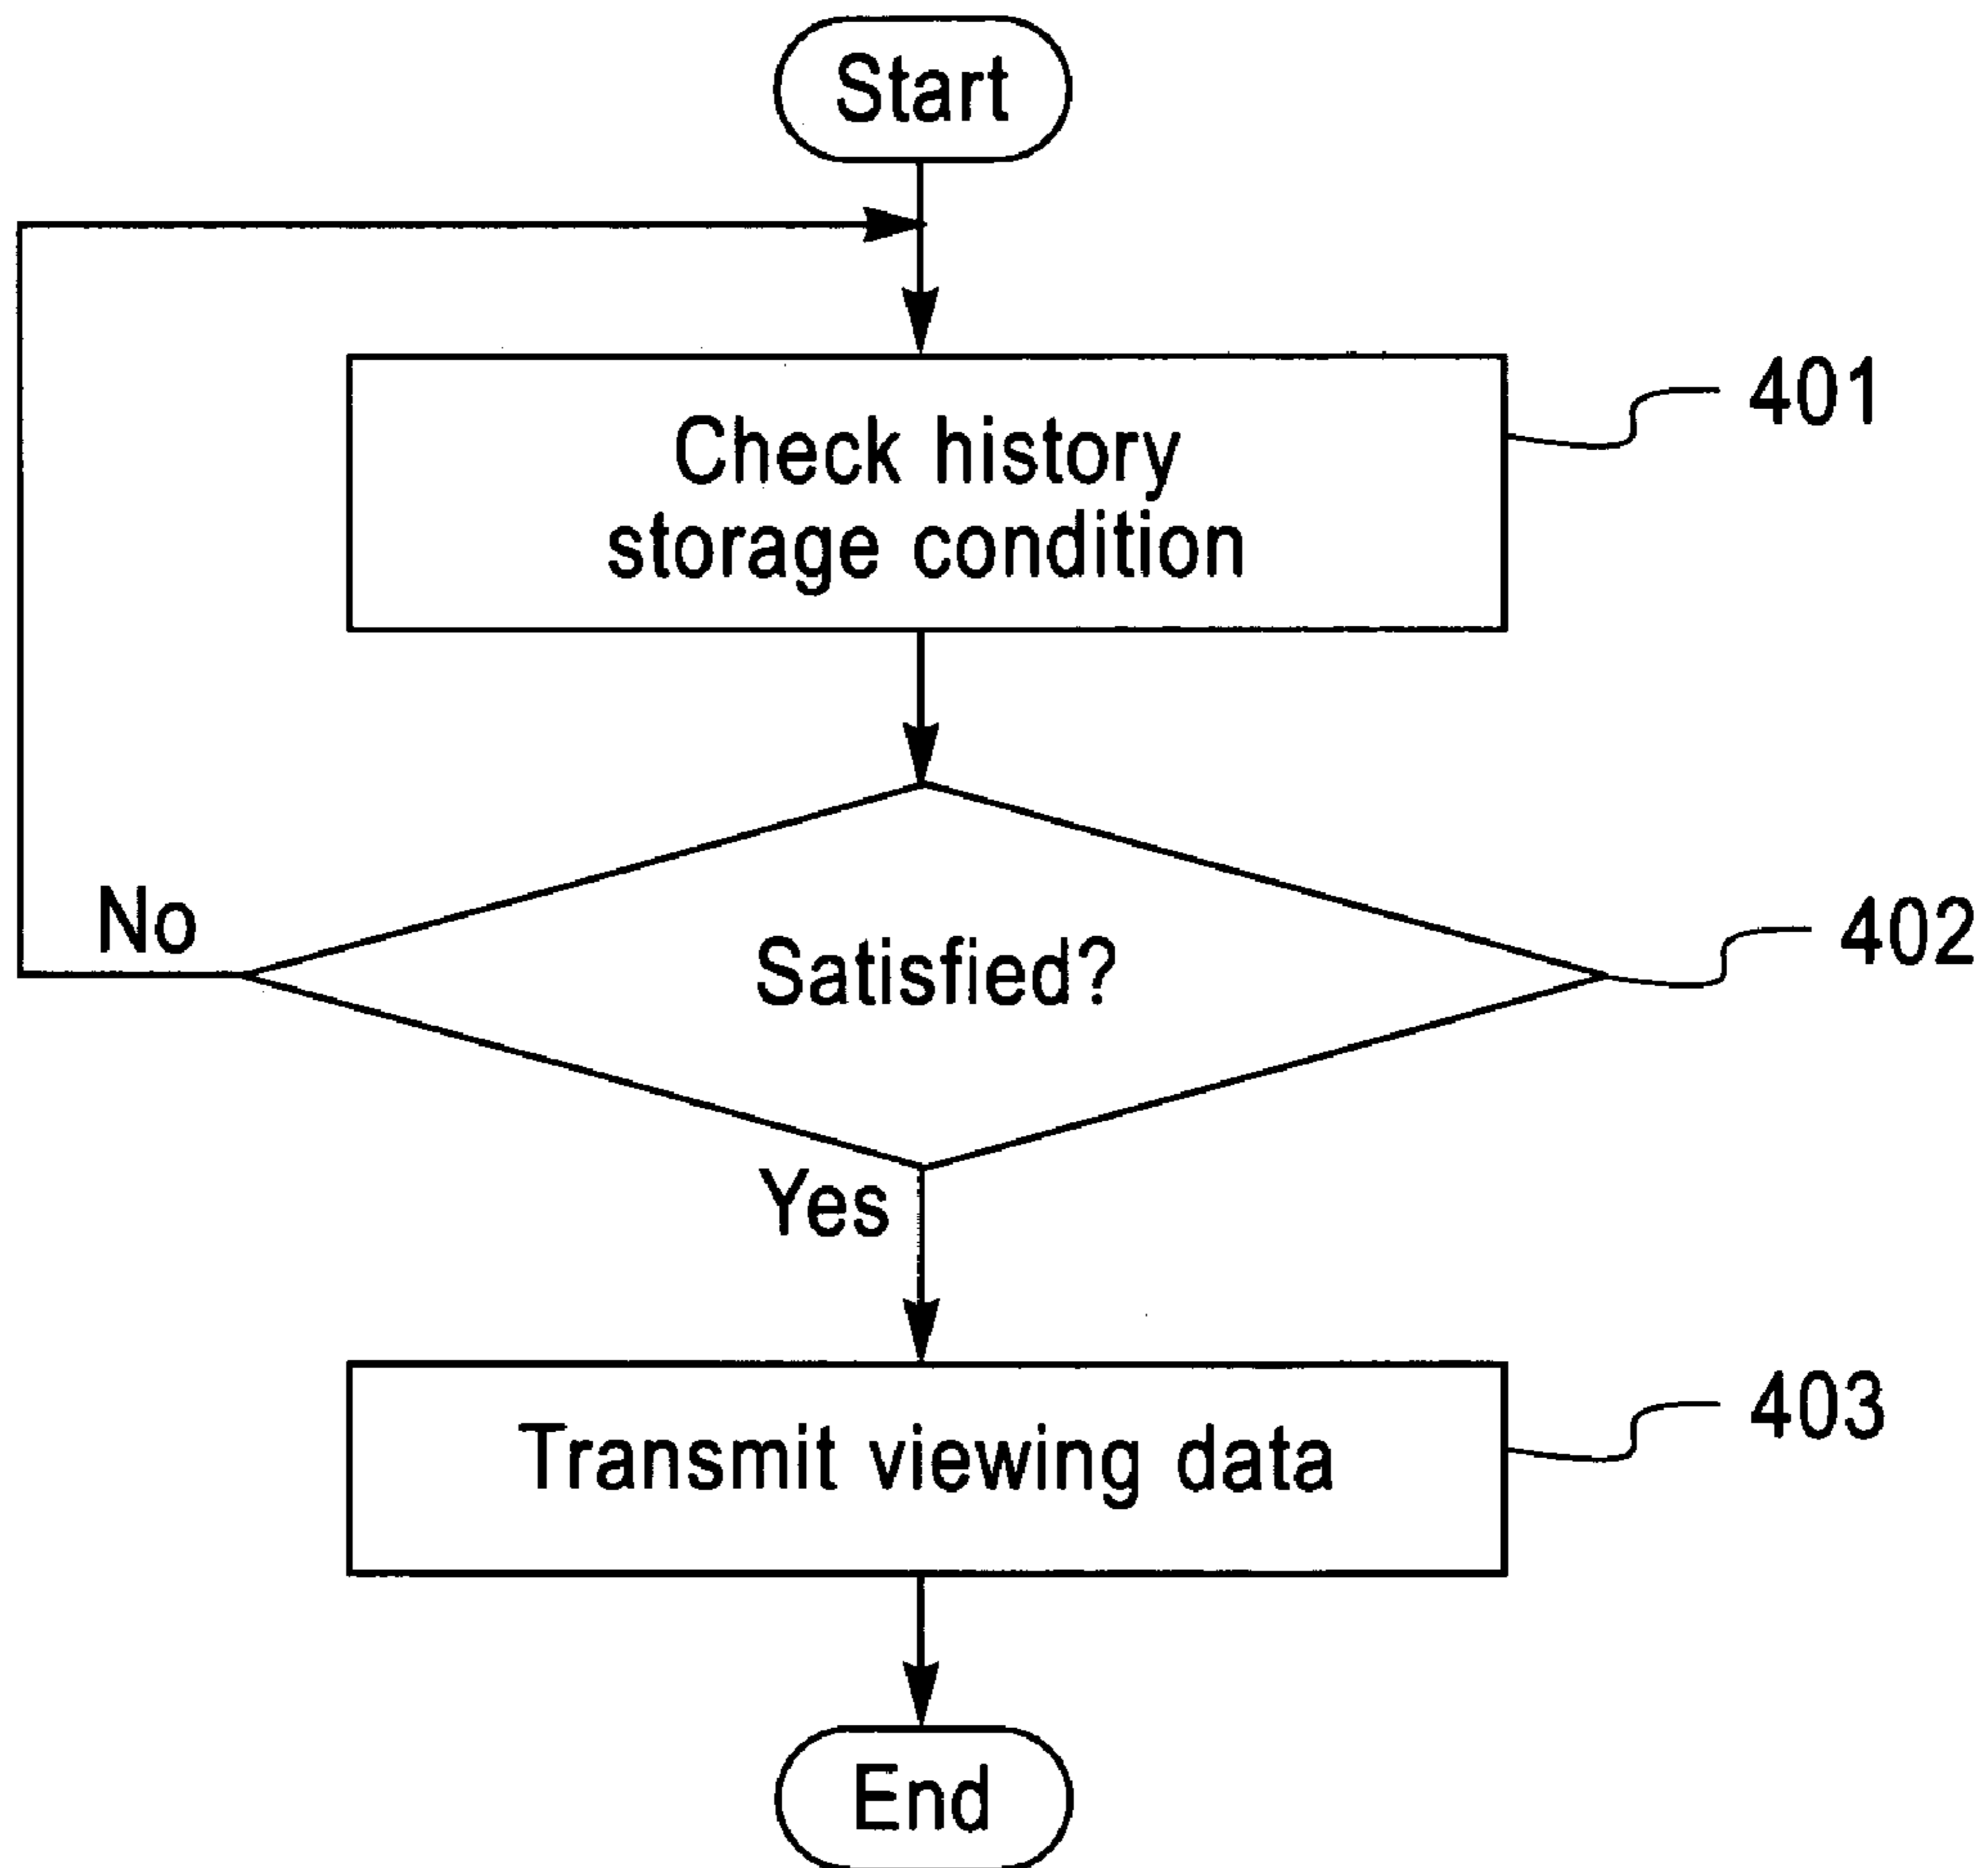 Start
Check history
storage condition
401
No
Satisfied?
402
Yes
Transmit viewing data
403
End